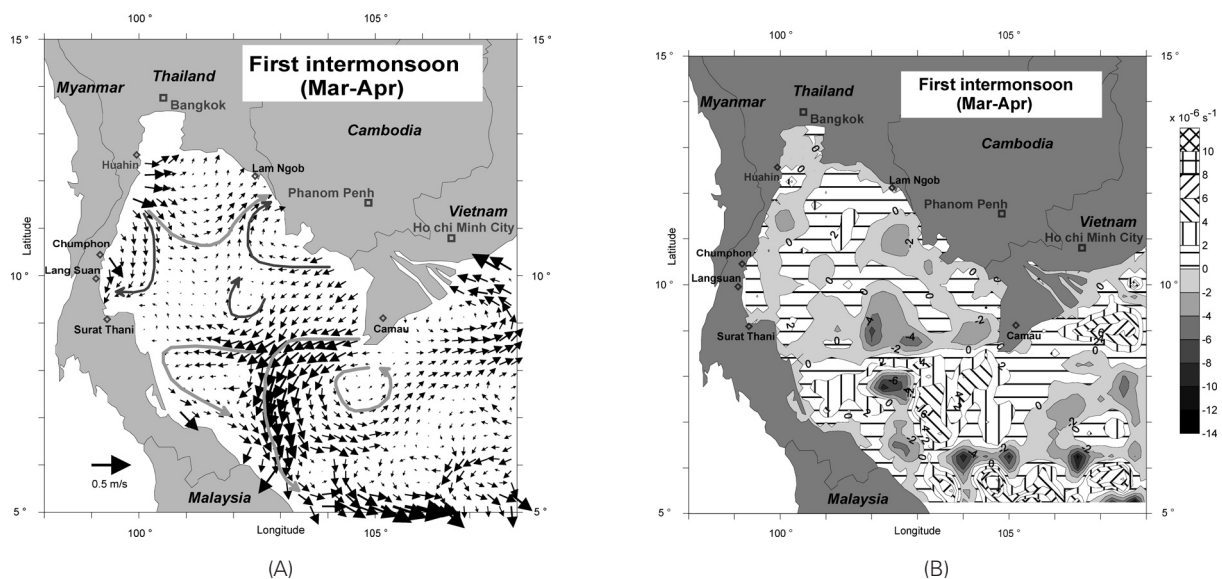 100 ° 105 °
15 °
First intermonsoon
(Mar-Apr)
Myanmar
Thailand
Bangkok
Cambodia
Huahin
Lam Ngob
Phanom Penh
Vietnam
Ho chi Minh City
Latitude
Chumphon
10 ° 10 °
Lang Suan
Surat Thani
Camau
0.5 m/s
Malaysia
5 ° 5 °
100 ° Longitude 105 °
(A)
100 ° 105 °
15 ° 15 °
First intermonsoon
(Mar-Apr)
Myanmar
Thailand
Bangkok
Cambodia
x 10⁻⁶ s⁻¹
Huahin
Lam Ngob
Phanom Penh
Vietnam
Ho chi Minh City
Latitude
Chumphon
10 ° 10 °
Langsuan
Surat Thani
Camau
Malaysia
5 ° 5 °
100 ° Longitude 105 °
10
8
6
4
2
0
-2
-4
-6
-8
-10
-12
-14
(B)